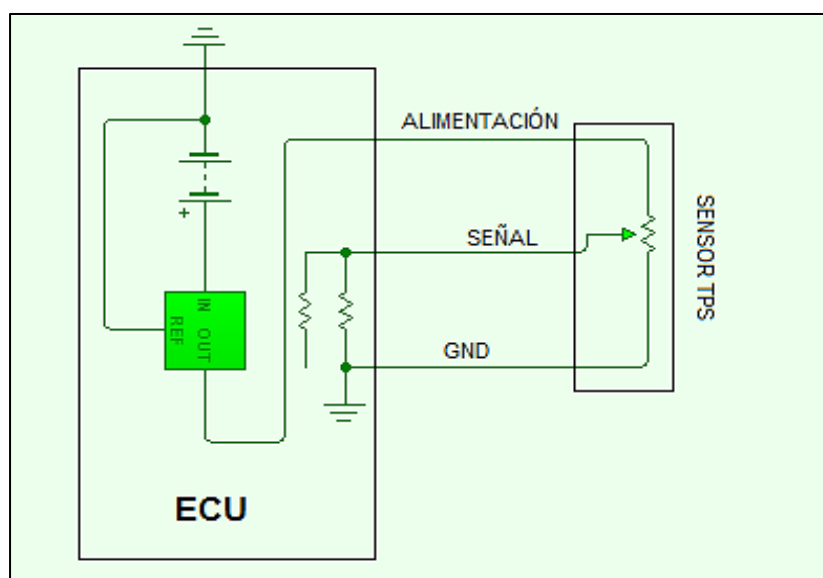 ALIMENTACIÓN
SEÑAL
SENSOR TPS
+
IN OUT
REF
GND
ECU